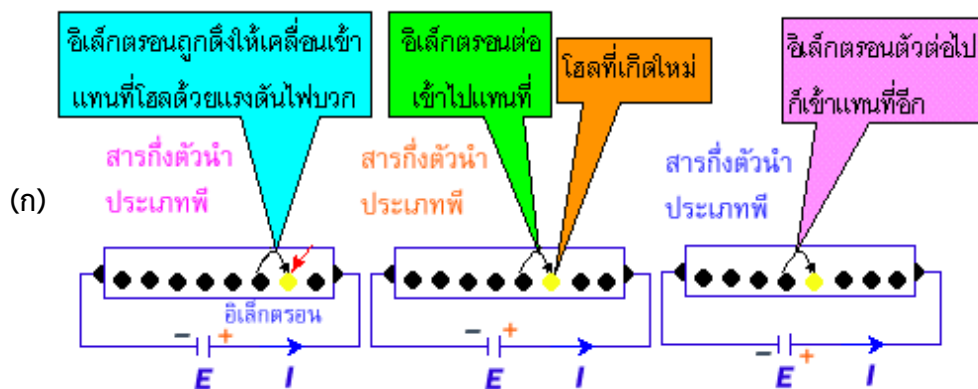 อิเล็กตรอนถูกดึงให้เคลื่อนเข้า
แทนที่โฮลด้วยแรงดันไฟบวก
อิเล็กตรอนต่อ
เข้าไปแทนที่
โฮลที่เกิดใหม่
อิเล็กตรอนตัวต่อไป
ก็เข้าแทนที่อีก
(ก)
สารกึ่งตัวนำ
ประเภทพี
สารกึ่งตัวนำ
ประเภทพี
สารกึ่งตัวนำ
ประเภทพี
อิเล็กตรอน
− +
E I
− +
E I
− +
E I